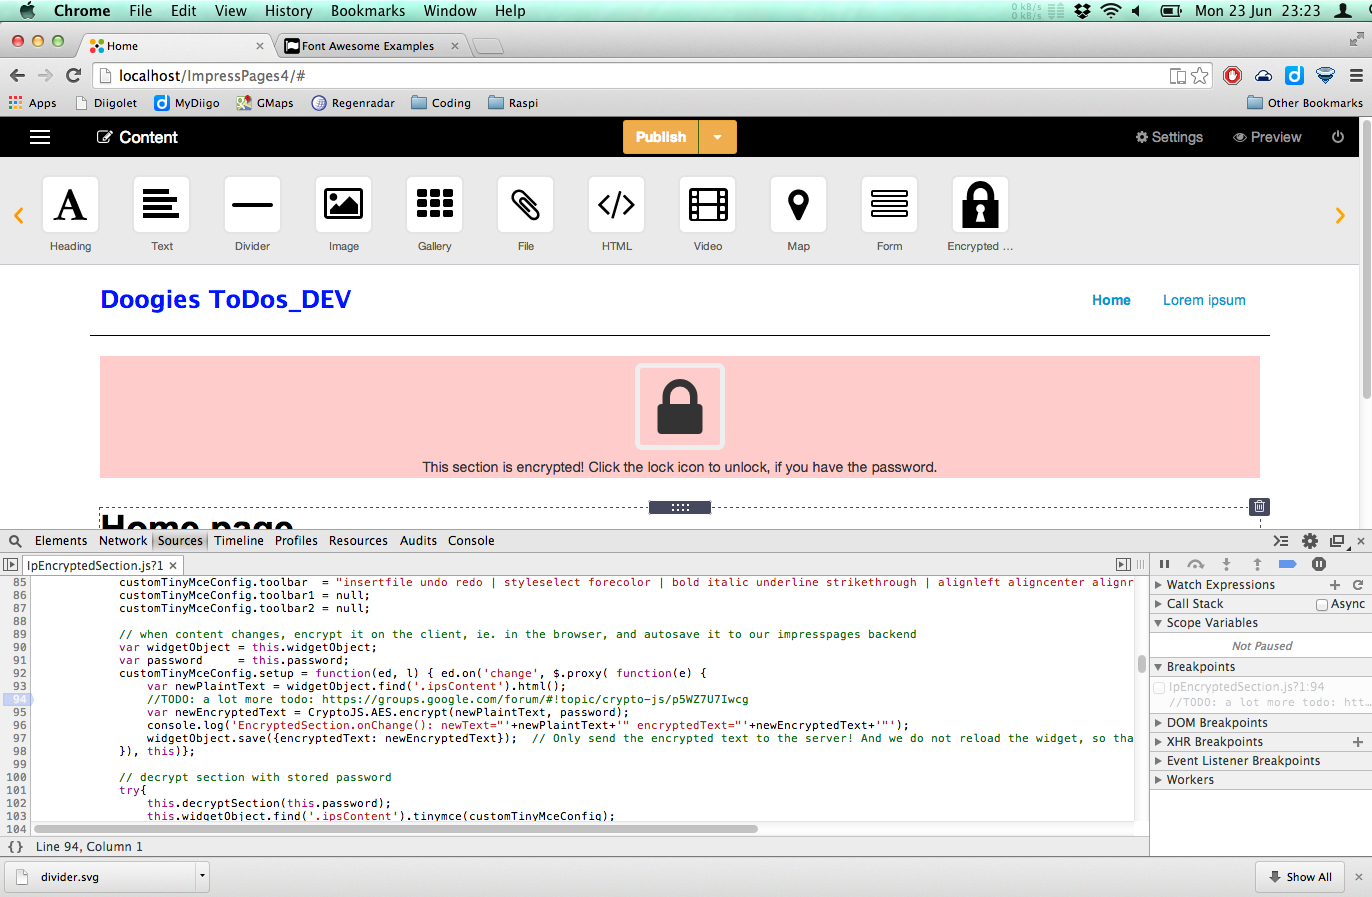 Chrome File Edit View History Bookmarks Window Help 0 kB/s 0 kB/s Mon 23 Jun 23:23
Home Font Awesome Examples
localhost/ImpressPages4/#
Apps Diigolet MyDiigo GMaps Regenradar Coding Raspi Other Bookmarks
Content Publish Settings Preview
Heading Text Divider Image Gallery File HTML Video Map Form Encrypted ...
Doogies ToDos_DEV Home Lorem ipsum
This section is encrypted! Click the lock icon to unlock, if you have the password.
Home page
Elements Network Sources Timeline Profiles Resources Audits Console
IpEncryptedSection.js?1
85 customTinyMceConfig.toolbar = "insertfile undo redo | styleselect forecolor | bold italic underline strikethrough | alignleft aligncenter alignr
86 customTinyMceConfig.toolbar1 = null;
87 customTinyMceConfig.toolbar2 = null;
88
89 // when content changes, encrypt it on the client, ie. in the browser, and autosave it to our impresspages backend
90 var widgetObject = this.widgetObject;
91 var password = this.password;
92 customTinyMceConfig.setup = function(ed, l) { ed.on('change', $.proxy( function(e) {
93 var newPlaintText = widgetObject.find('.ipsContent').html();
94 //TODO: a lot more todo: https://groups.google.com/forum/#!topic/crypto-js/p5WZ7U7Iwcg
95 var newEncryptedText = CryptoJS.AES.encrypt(newPlaintText, password);
96 console.log('EncryptedSection.onChange(): newText="'+newPlaintText+'" encryptedText="'+newEncryptedText+'"');
97 widgetObject.save({encryptedText: newEncryptedText}); // Only send the encrypted text to the server! And we do not reload the widget, so tha
98 }), this)};
99
100 // decrypt section with stored password
101 try{
102 this.decryptSection(this.password);
103 this.widgetObject.find('.ipsContent').tinymce(customTinyMceConfig);
104
{} Line 94, Column 1
Watch Expressions
Call Stack Async
Scope Variables
Not Paused
Breakpoints
IpEncryptedSection.js?1:94
//TODO: a lot more todo: htt...
DOM Breakpoints
XHR Breakpoints
Event Listener Breakpoints
Workers
divider.svg Show All